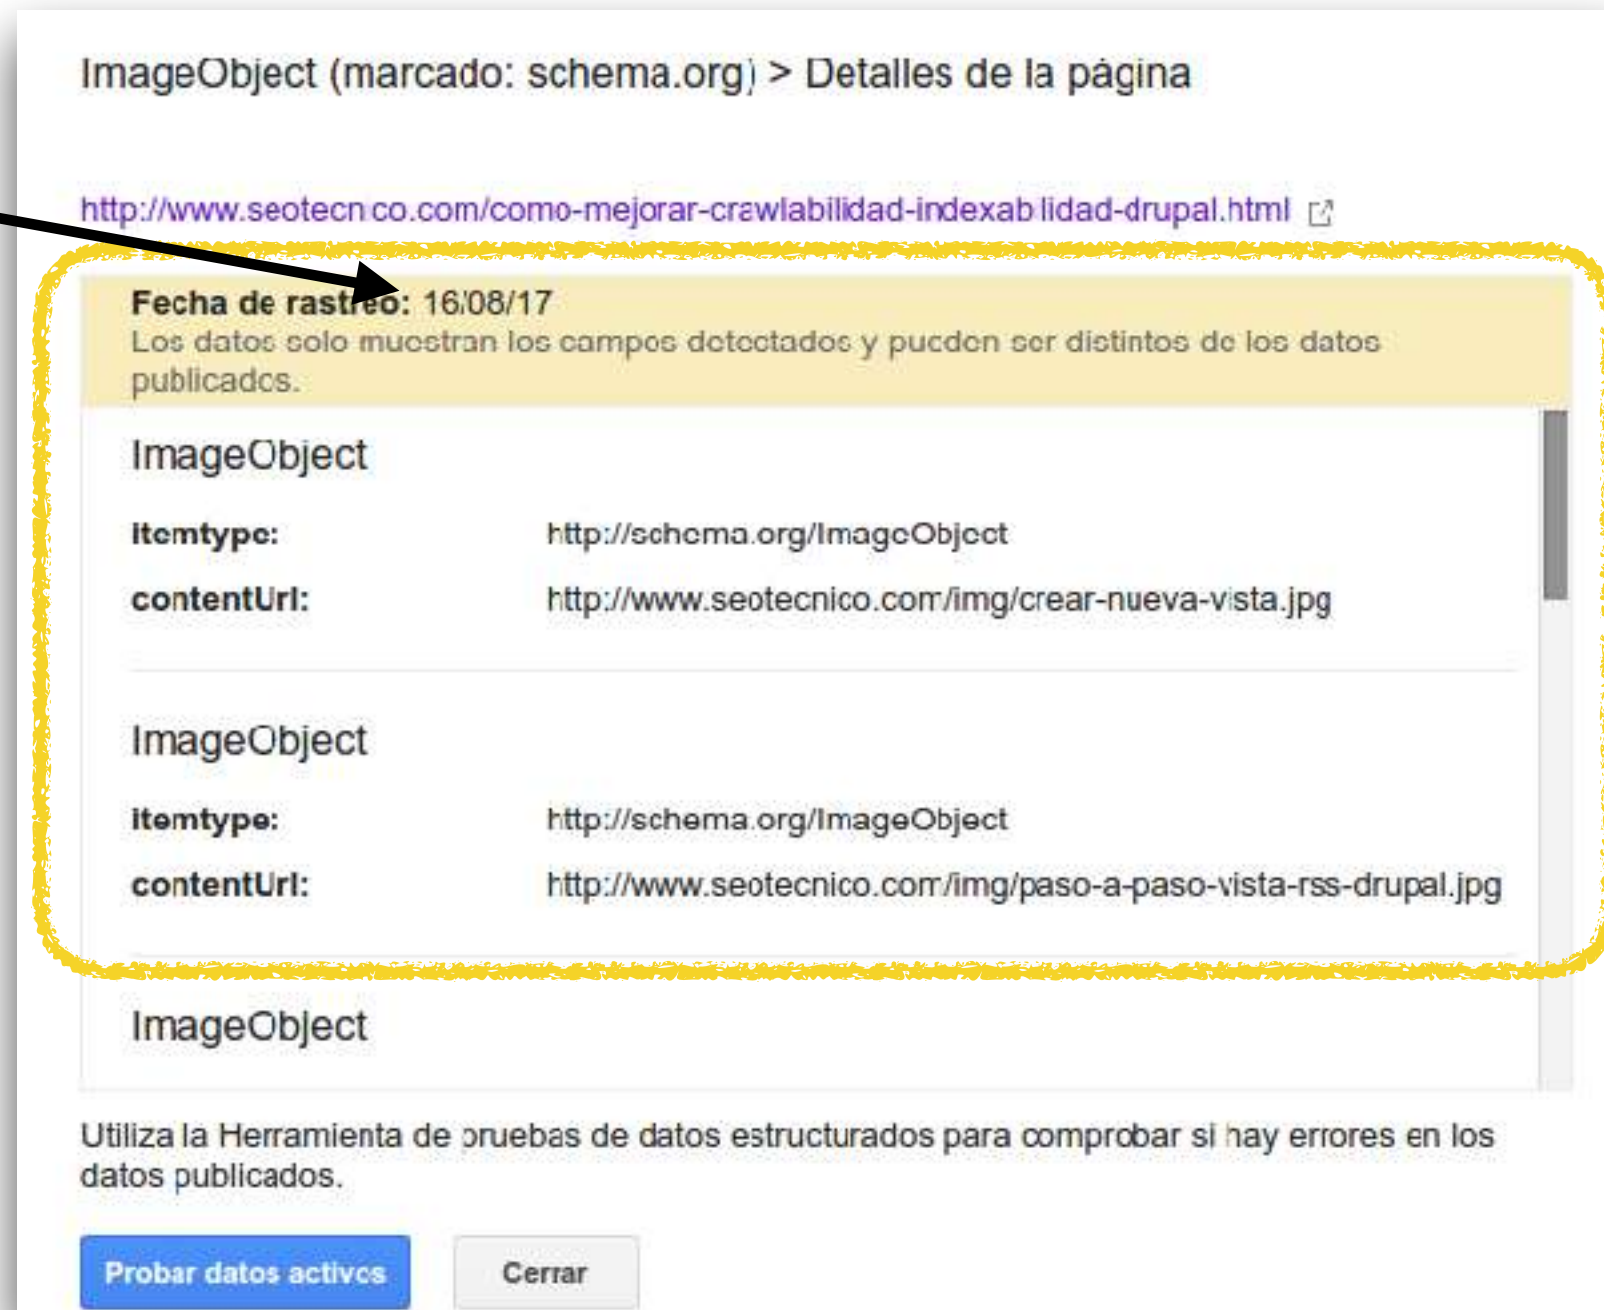 ImageObject (marcado: schema.org) > Detalles de la página
http://www.seotecnico.com/como-mejorar-crawlabilidad-indexabilidad-drupal.html
Fecha de rastreo: 16/08/17
Los datos solo muestran los campos detectados y pueden ser distintos de los datos
publicados.
ImageObject
itemtype: http://schema.org/ImageObject
contentUrl: http://www.seotecnico.com/img/crear-nueva-vista.jpg
ImageObject
itemtype: http://schema.org/ImageObject
contentUrl: http://www.seotecnico.com/img/paso-a-paso-vista-rss-drupal.jpg
ImageObject
Utiliza la Herramienta de pruebas de datos estructurados para comprobar si hay errores en los
datos publicados.
Probar datos activos Cerrar